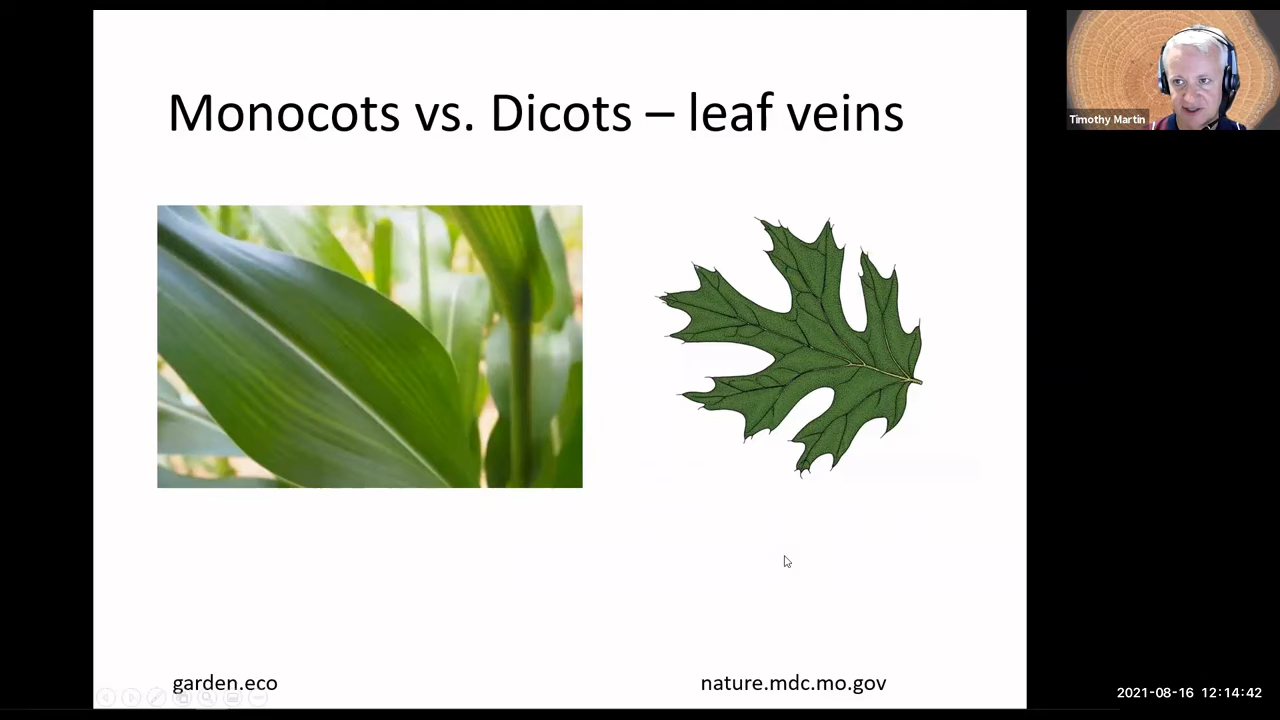 Monocots vs. Dicots – leaf veins
Timothy Martin
garden.eco
nature.mdc.mo.gov
2021-08-16 12:14:42